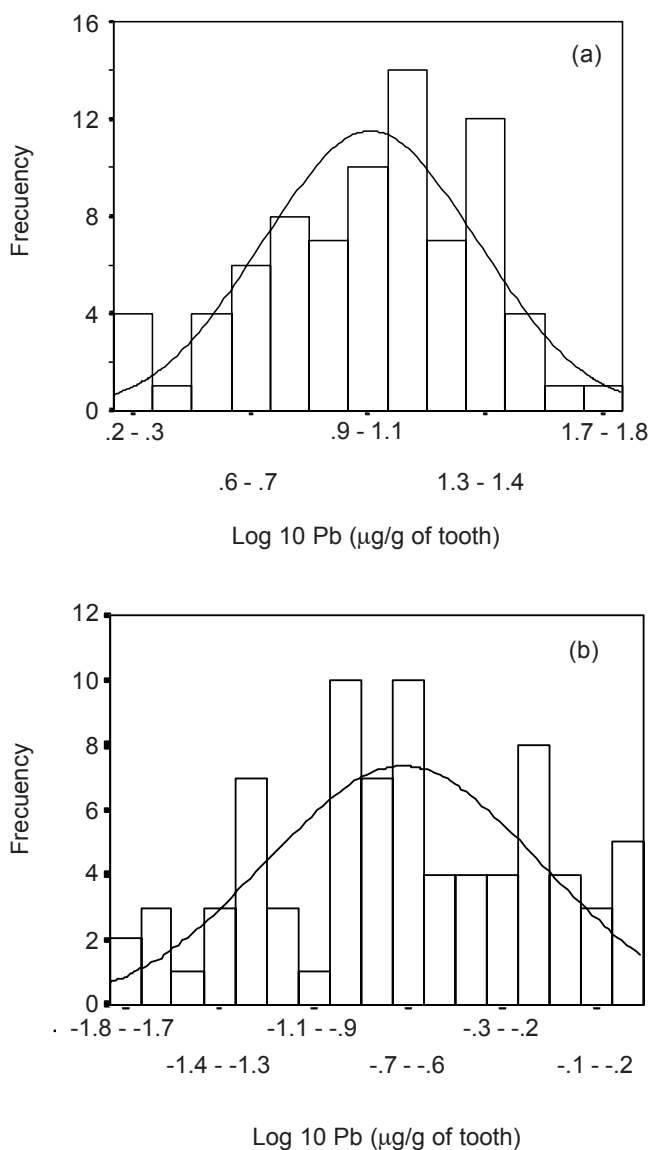 (a)
Frecuency
16
12
8
4
0
.2 - .3
.9 - 1.1
1.7 - 1.8
.6 - .7
1.3 - 1.4
Log 10 Pb (µg/g of tooth)
(b)
Frecuency
12
10
8
6
4
2
0
. -1.8 - -1.7
-1.1 - -.9
-.3 - -.2
-1.4 - -1.3
-.7 - -.6
-.1 - -.2
Log 10 Pb (µg/g of tooth)